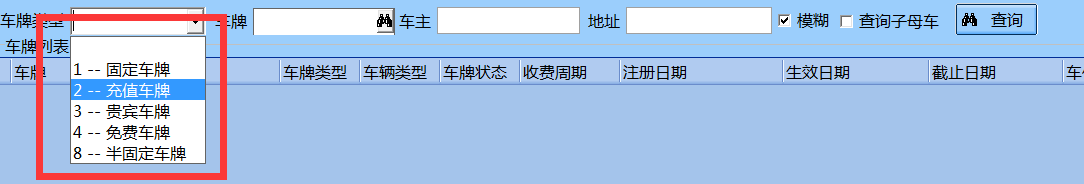 车牌类型 车牌 车主 地址 模糊 查询子母车 查询
车牌列表
车牌 车牌类型 车辆类型 车牌状态 收费周期 注册日期 生效日期 截止日期
1 -- 固定车牌
2 -- 充值车牌
3 -- 贵宾车牌
4 -- 免费车牌
8 -- 半固定车牌